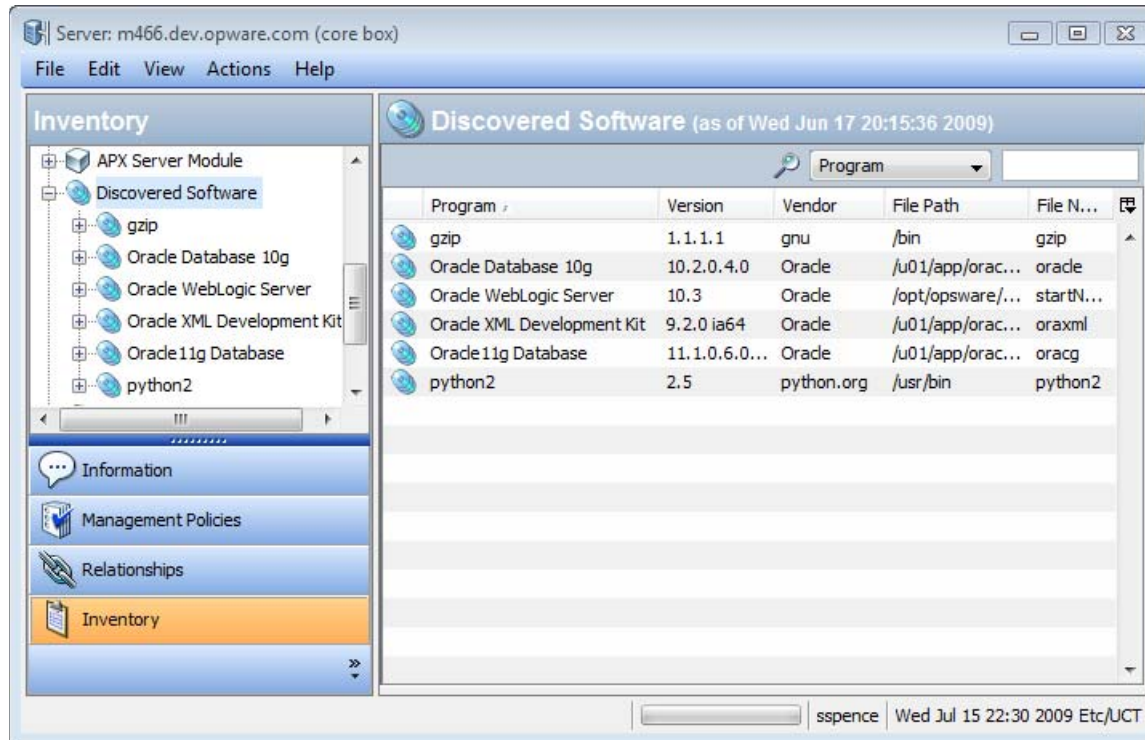 Server: m466.dev.opware.com (core box)
File Edit View Actions Help
Inventory
APX Server Module
Discovered Software
gzip
Oracle Database 10g
Oracle WebLogic Server
Oracle XML Development Kit
Oracle11g Database
python2
Information
Management Policies
Relationships
Inventory
Discovered Software (as of Wed Jun 17 20:15:36 2009)
Program
Program Version Vendor File Path File N...
gzip 1.1.1.1 gnu /bin gzip
Oracle Database 10g 10.2.0.4.0 Oracle /u01/app/orac... oracle
Oracle WebLogic Server 10.3 Oracle /opt/opsware/... startN...
Oracle XML Development Kit 9.2.0 ia64 Oracle /u01/app/orac... oraxml
Oracle11g Database 11.1.0.6.0... Oracle /u01/app/orac... oracg
python2 2.5 python.org /usr/bin python2
sspence Wed Jul 15 22:30 2009 Etc/UCT